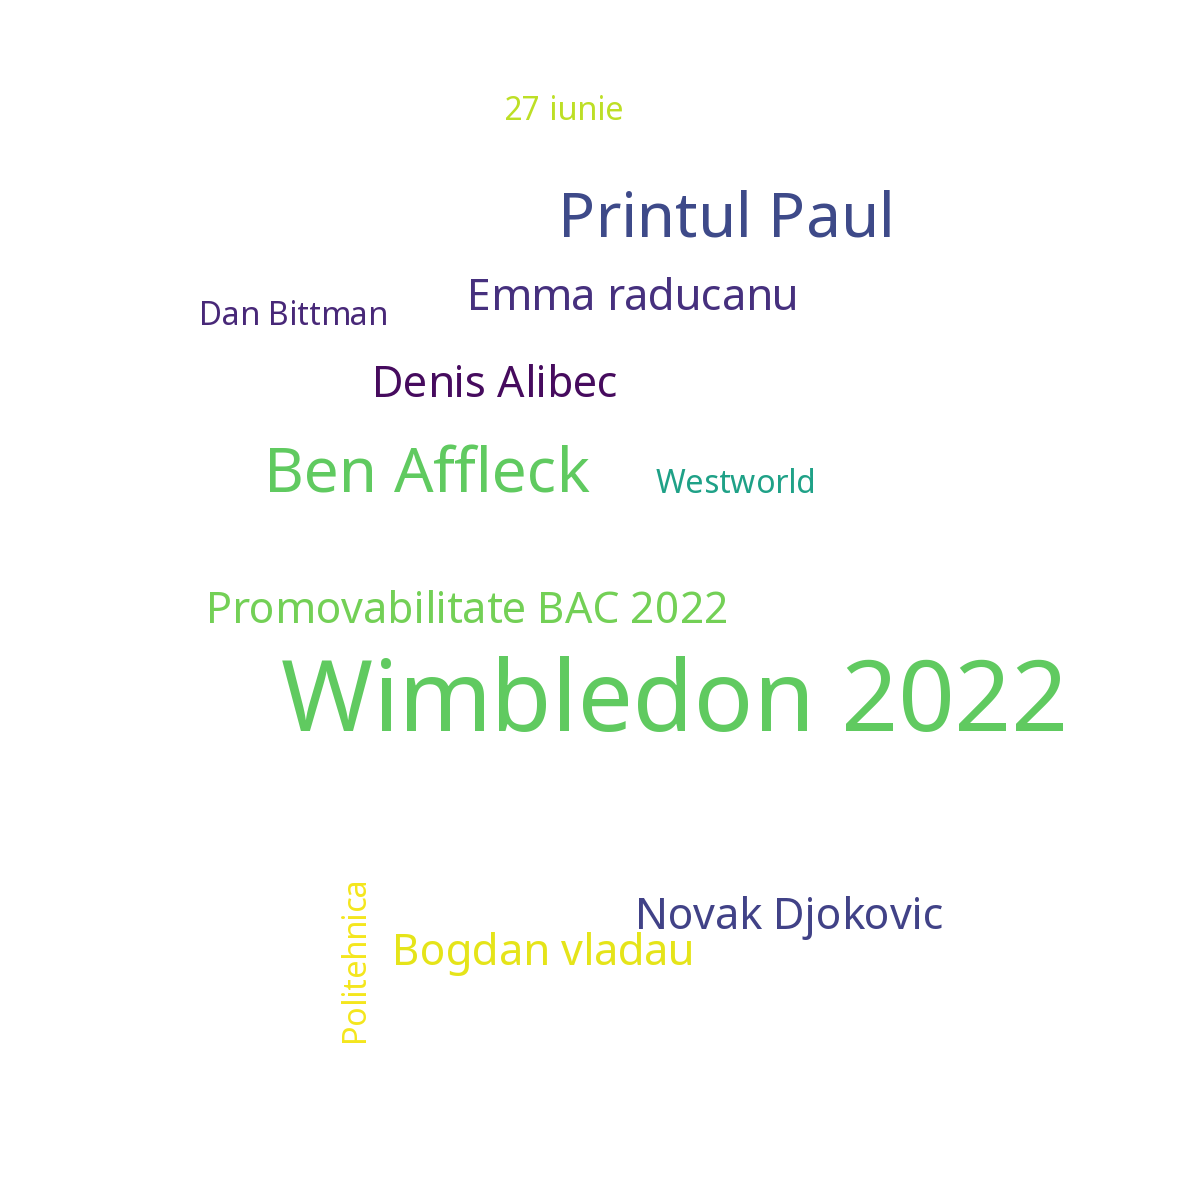 27 iunie
Printul Paul
Emma raducanu
Dan Bittman
Denis Alibec
Ben Affleck
Westworld
Promovabilitate BAC 2022
Wimbledon 2022
Novak Djokovic
Bogdan vladau
Politehnica